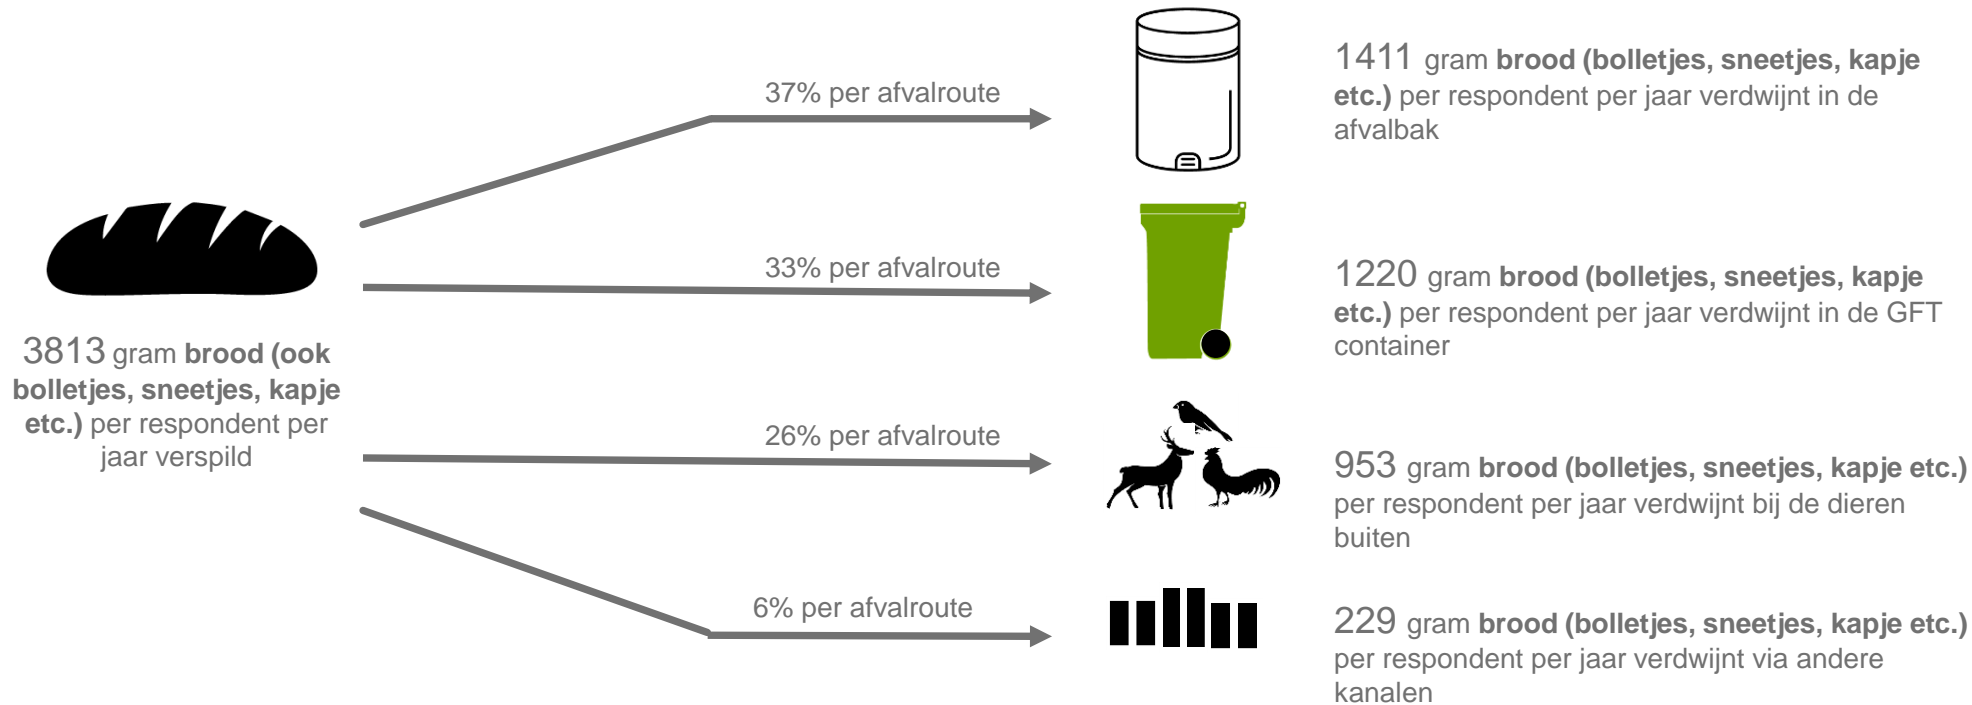 3813 gram brood (ook
bolletjes, sneetjes, kapje
etc.) per respondent per
jaar verspild
37% per afvalroute
1411 gram brood (bolletjes, sneetjes, kapje
etc.) per respondent per jaar verdwijnt in de
afvalbak
33% per afvalroute
1220 gram brood (bolletjes, sneetjes, kapje
etc.) per respondent per jaar verdwijnt in de GFT
container
26% per afvalroute
953 gram brood (bolletjes, sneetjes, kapje etc.)
per respondent per jaar verdwijnt bij de dieren
buiten
6% per afvalroute
229 gram brood (bolletjes, sneetjes, kapje etc.)
per respondent per jaar verdwijnt via andere
kanalen